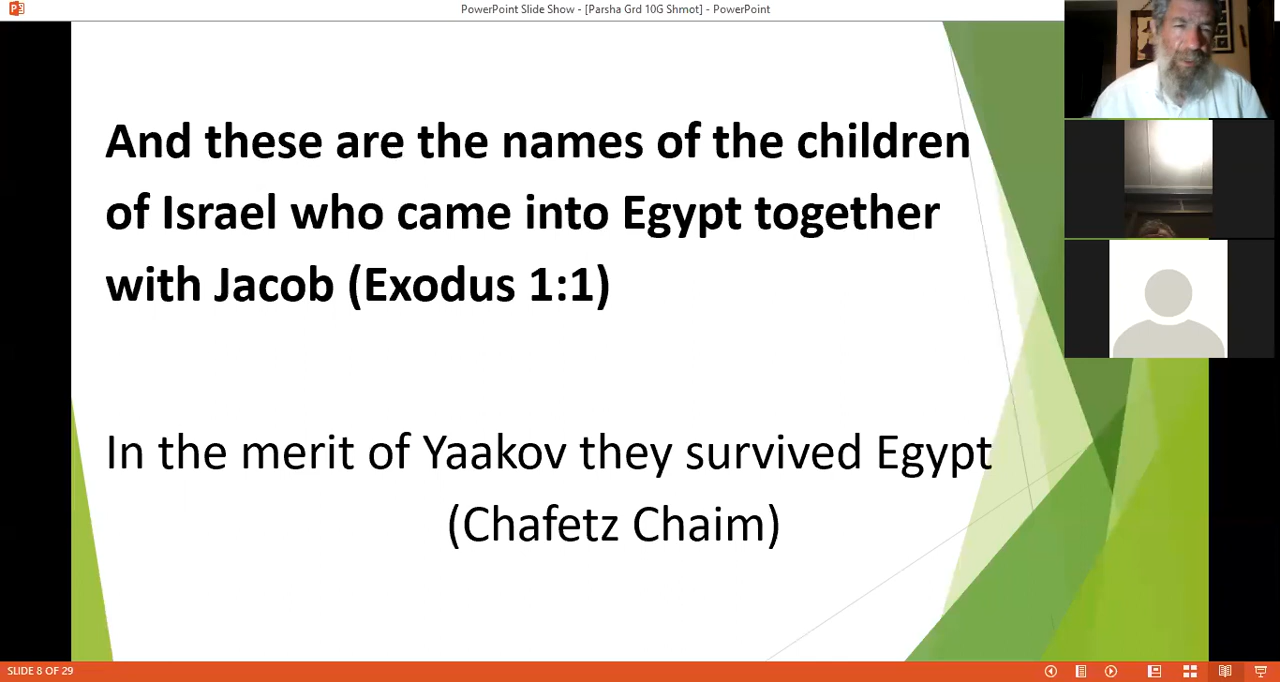 PowerPoint Slide Show - [Parsha Grd 10G Shmot] - PowerPoint
And these are the names of the children
of Israel who came into Egypt together
with Jacob (Exodus 1:1)
In the merit of Yaakov they survived Egypt
(Chafetz Chaim)
SLIDE 8 OF 29